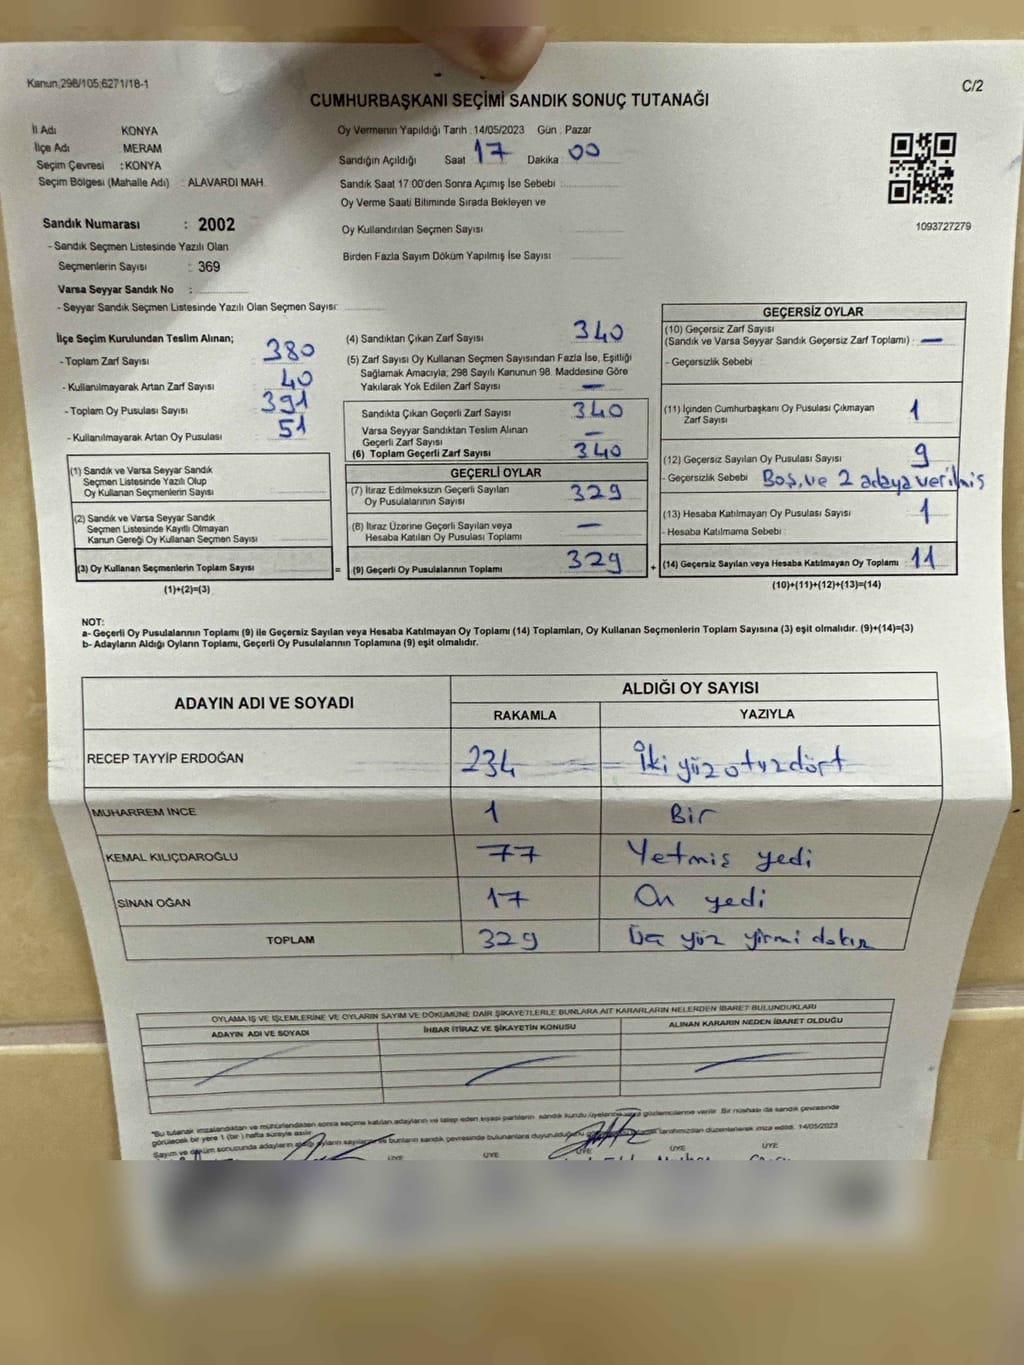 Kanun 298/105,6271/18-1
C/2
CUMHURBAŞKANI SEÇİMİ SANDIK SONUÇ TUTANAĞI
İl Adı KONYA
İlçe Adı : MERAM
Seçim Çevresi : KONYA
Seçim Bölgesi (Mahalle Adı) : ALAVARDI MAH.
Oy Vermenin Yapıldığı Tarih : 14/05/2023 Gün : Pazar
Sandığın Açıldığı Saat 17 Dakika 00
Sandık Saat 17:00'den Sonra Açımış İse Sebebi :
Oy Verme Saati Bitiminde Sırada Bekleyen ve
Oy Kullandırılan Seçmen Sayısı
Birden Fazla Sayım Döküm Yapılmış İse Sayısı
1093727279
Sandık Numarası : 2002
- Sandık Seçmen Listesinde Yazılı Olan
Seçmenlerin Sayısı : 369
Varsa Seyyar Sandık No :
- Seyyar Sandık Seçmen Listesinde Yazılı Olan Seçmen Sayısı:
İlçe Seçim Kurulundan Teslim Alınan;
- Toplam Zarf Sayısı 380
- Kullanılmayarak Artan Zarf Sayısı 40
- Toplam Oy Pusulası Sayısı 391
- Kullanılmayarak Artan Oy Pusulası 51
(1) Sandık ve Varsa Seyyar Sandık
Seçmen Listesinde Yazılı Olup
Oy Kullanan Seçmenlerin Sayısı
(2) Sandık ve Varsa Seyyar Sandık
Seçmen Listesinde Kayıtlı Olmayan
Kanun Gereği Oy Kullanan Seçmen Sayısı
(3) Oy Kullanan Seçmenlerin Toplam Sayısı
(1)+(2)=(3)
(4) Sandıktan Çıkan Zarf Sayısı 340
(5) Zarf Sayısı Oy Kullanan Seçmen Sayısından Fazla İse, Eşitliği
Sağlamak Amacıyla; 298 Sayılı Kanunun 98. Maddesine Göre
Yakılarak Yok Edilen Zarf Sayısı —
Sandıkta Çıkan Geçerli Zarf Sayısı 340
Varsa Seyyar Sandıktan Teslim Alınan
Geçerli Zarf Sayısı —
(6) Toplam Geçerli Zarf Sayısı 340
GEÇERLİ OYLAR
(7) İtiraz Edilmeksizin Geçerli Sayılan
Oy Pusulalarının Sayısı 329
(8) İtiraz Üzerine Geçerli Sayılan veya
Hesaba Katılan Oy Pusulası Toplamı —
= (9) Geçerli Oy Pusulalarının Toplamı 329 +
GEÇERSİZ OYLAR
(10) Geçersiz Zarf Sayısı
(Sandık ve Varsa Seyyar Sandık Geçersiz Zarf Toplamı) : —
- Geçersizlik Sebebi
(11) İçinden Cumhurbaşkanı Oy Pusulası Çıkmayan
Zarf Sayısı 1
(12) Geçersiz Sayılan Oy Pusulası Sayısı 9
- Geçersizlik Sebebi Boş, ve 2 adaya verilmiş
(13) Hesaba Katılmayan Oy Pusulası Sayısı 1
- Hesaba Katılmama Sebebi :
(14) Geçersiz Sayılan veya Hesaba Katılmayan Oy Toplamı : 11
(10)+(11)+(12)+(13)=(14)
NOT:
a- Geçerli Oy Pusulalarının Toplamı (9) ile Geçersiz Sayılan veya Hesaba Katılmayan Oy Toplamı (14) Toplamları, Oy Kullanan Seçmenlerin Toplam Sayısına (3) eşit olmalıdır. (9)+(14)=(3)
b- Adayların Aldığı Oyların Toplamı, Geçerli Oy Pusulalarının Toplamına (9) eşit olmalıdır.
ADAYIN ADI VE SOYADI ALDIĞI OY SAYISI
RAKAMLA YAZIYLA
RECEP TAYYİP ERDOĞAN 234 İki yüz otuzdört
MUHARREM İNCE 1 Bir
KEMAL KILIÇDAROĞLU 77 Yetmiş yedi
SİNAN OĞAN 17 On yedi
TOPLAM 329 Üç yüz yirmi dokuz
OYLAMA İŞ VE İŞLEMLERİNE VE OYLARIN SAYIM VE DÖKÜMÜNE DAİR ŞİKAYETLERLE BUNLARA AİT KARARLARIN NELERDEN İBARET BULUNDUKLARI
ADAYIN ADI VE SOYADI İHBAR İTİRAZ VE ŞİKAYETİN KONUSU ALINAN KARARIN NEDEN İBARET OLDUĞU
*Bu tutanak imzalandıktan ve mühürlendikten sonra seçime katılan adayların ve talep eden siyasi partilerin sandık kurulu üyelerine veya gözlemcilerine verilir. Bir nüshası da sandık çevresinde
görülecek bir yere 1 (bir) hafta süreyle asılır.
Sayım ve döküm sonucunda adayların aldığı oyların sayıları ve bunların sandık çevresinde bulunanlara duyurulduğunu tarafımızdan düzenlenerek imza edildi. 14/05/2023
ÜYE ÜYE ÜYE ÜYE ÜYE